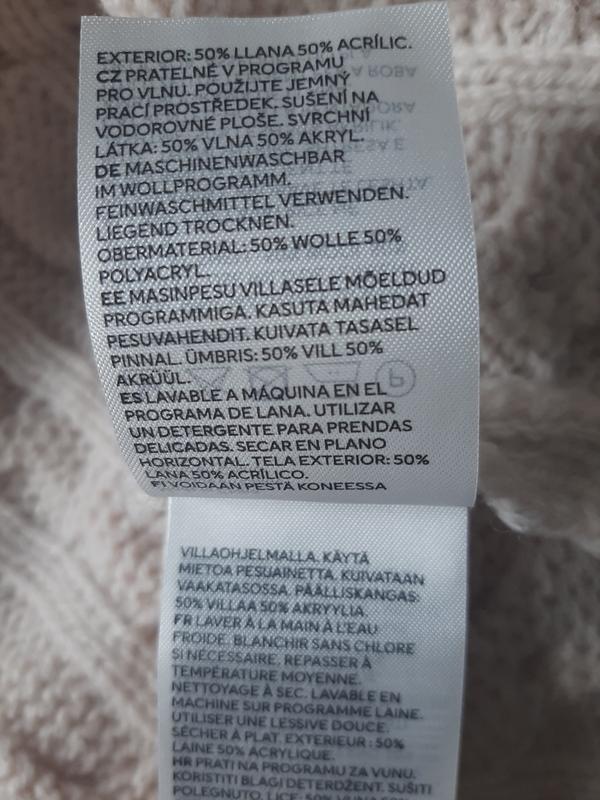 EXTERIOR: 50% LLANA 50% ACRÍLIC.
CZ PRATELNÉ V PROGRAMU
PRO VLNU. POUŽIJTE JEMNÝ
PRACÍ PROSTŘEDEK. SUŠENÍ NA
VODOROVNÉ PLOŠE. SVRCHNÍ
LÁTKA: 50% VLNA 50% AKRYL.
DE MASCHINENWASCHBAR
IM WOLLPROGRAMM.
FEINWASCHMITTEL VERWENDEN.
LIEGEND TROCKNEN.
OBERMATERIAL: 50% WOLLE 50%
POLYACRYL.
EE MASINPESU VILLASELE MÕELDUD
PROGRAMMIGA. KASUTA MAHEDAT
PESUVAHENDIT. KUIVATA TASASEL
PINNAL. ÜMBRIS: 50% VILL 50%
AKRÜÜL.
ES LAVABLE A MÁQUINA EN EL
PROGRAMA DE LANA. UTILIZAR
UN DETERGENTE PARA PRENDAS
DELICADAS. SECAR EN PLANO
HORIZONTAL. TELA EXTERIOR: 50%
LANA 50% ACRÍLICO.
FI VOIDAAN PESTÄ KONEESSA
VILLAOHJELMALLA. KÄYTÄ
MIETOA PESUAINETTA. KUIVATAAN
VAAKATASOSSA. PÄÄLLISKANGAS:
50% VILLAA 50% AKRYYLIA.
FR LAVER À LA MAIN À L'EAU
FROIDE. BLANCHIR SANS CHLORE
SI NÉCESSAIRE. REPASSER À
TEMPÉRATURE MOYENNE.
NETTOYAGE À SEC. LAVABLE EN
MACHINE SUR PROGRAMME LAINE.
UTILISER UNE LESSIVE DOUCE.
SÉCHER À PLAT. EXTERIEUR : 50%
LAINE 50% ACRYLIQUE.
HR PRATI NA PROGRAMU ZA VUNU.
KORISTITI BLAGI DETERDŽENT. SUŠITI
POLEGNUTO. LICE: 50% VUNA 50%